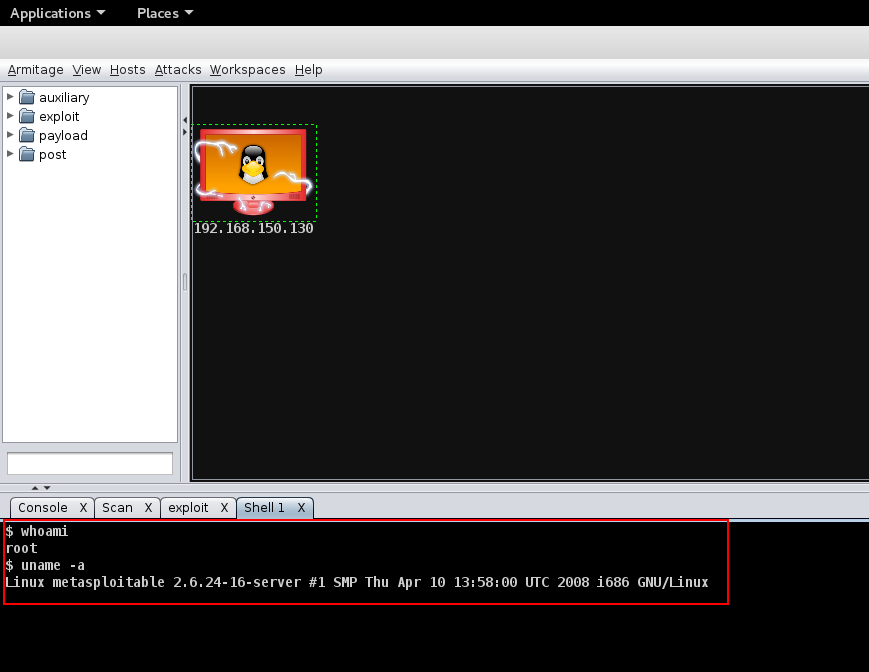 Applications Places
Armitage View Hosts Attacks Workspaces Help
auxiliary
exploit
payload
post
192.168.150.130
Console X Scan X exploit X Shell 1 X
$ whoami
root
$ uname -a
Linux metasploitable 2.6.24-16-server #1 SMP Thu Apr 10 13:58:00 UTC 2008 i686 GNU/Linux